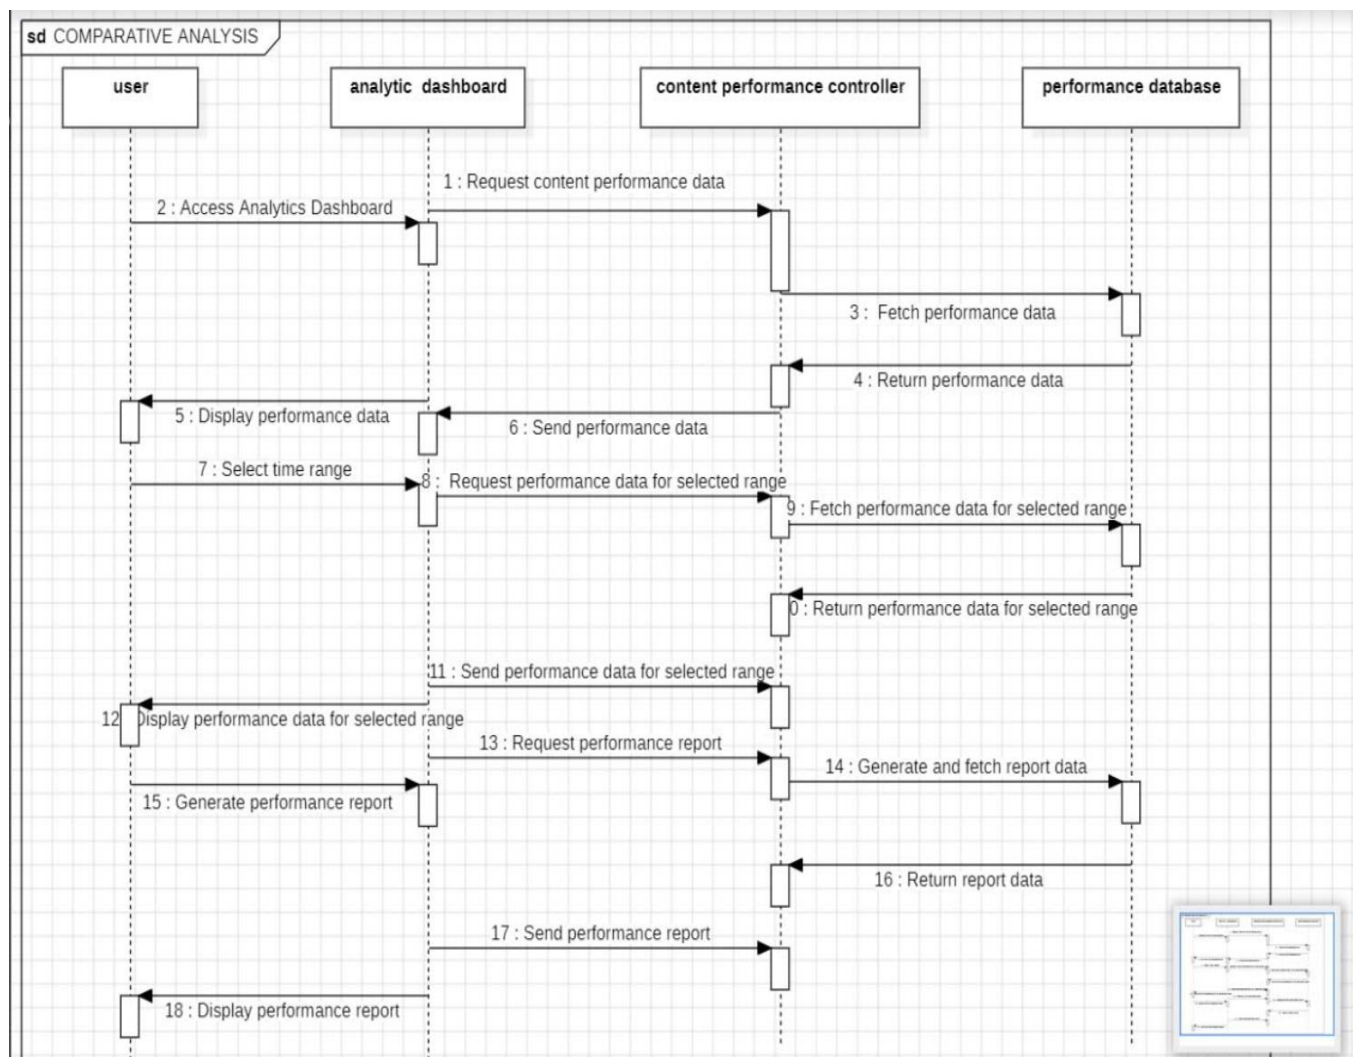 sd COMPARATIVE ANALYSIS
user
analytic dashboard
content performance controller
performance database
1 : Request content performance data
2 : Access Analytics Dashboard
3 : Fetch performance data
4 : Return performance data
5 : Display performance data
6 : Send performance data
7 : Select time range
8 : Request performance data for selected range
9 : Fetch performance data for selected range
0 : Return performance data for selected range
11 : Send performance data for selected range
12 Display performance data for selected range
13 : Request performance report
14 : Generate and fetch report data
15 : Generate performance report
16 : Return report data
17 : Send performance report
18 : Display performance report